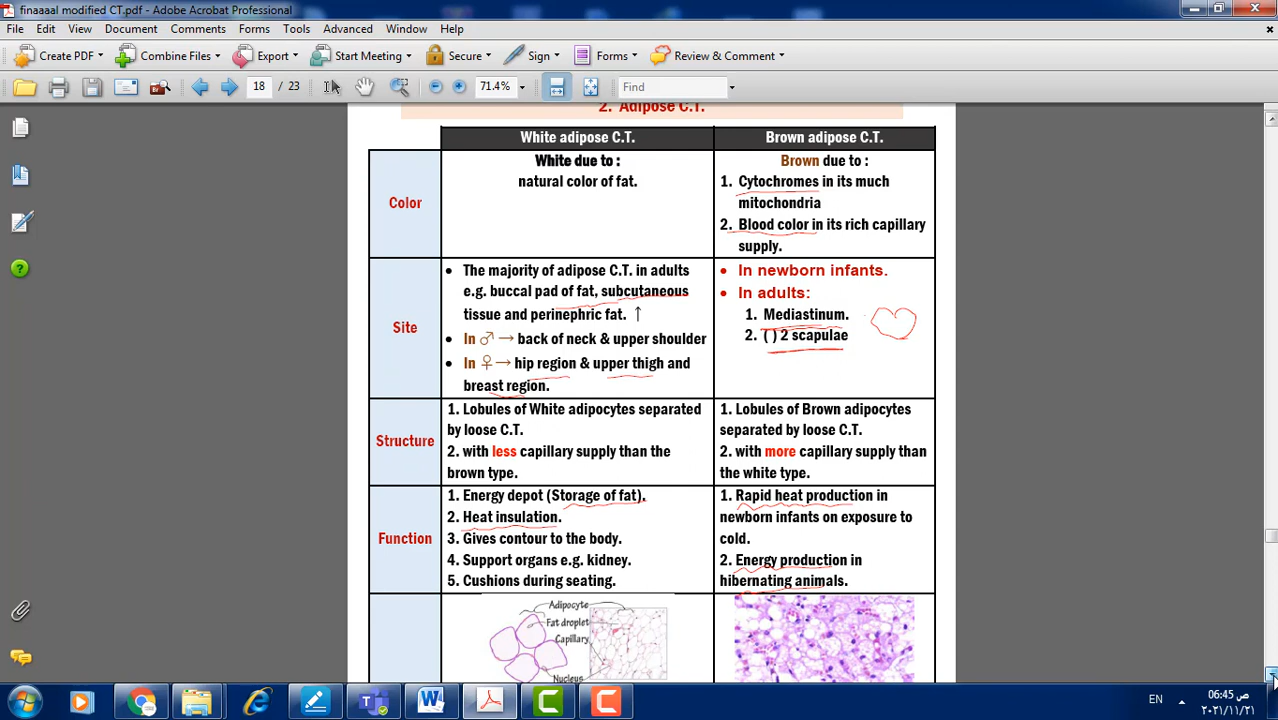 finaaaal modified CT.pdf - Adobe Acrobat Professional
File Edit View Document Comments Forms Tools Advanced Window Help
Create PDF Combine Files Export Start Meeting Secure Sign Forms Review & Comment
18 / 23 71.4% Find
2. Adipose C.T.
White adipose C.T. Brown adipose C.T.
Color
White due to :
natural color of fat.
Brown due to :
1. Cytochromes in its much
mitochondria
2. Blood color in its rich capillary
supply.
Site
• The majority of adipose C.T. in adults
e.g. buccal pad of fat, subcutaneous
tissue and perinephric fat. ↑
• In ♂→ back of neck & upper shoulder
• In ♀→ hip region & upper thigh and
breast region.
• In newborn infants.
• In adults:
1. Mediastinum.
2. ( ) 2 scapulae
Structure
1. Lobules of White adipocytes separated
by loose C.T.
2. with less capillary supply than the
brown type.
1. Lobules of Brown adipocytes
separated by loose C.T.
2. with more capillary supply than
the white type.
Function
1. Energy depot (Storage of fat).
2. Heat insulation.
3. Gives contour to the body.
4. Support organs e.g. kidney.
5. Cushions during seating.
1. Rapid heat production in
newborn infants on exposure to
cold.
2. Energy production in
hibernating animals.
Adipocyte
Fat droplet
Capillary
Nucleus
EN
06:45 ص
٢٠٢١/١١/٢١